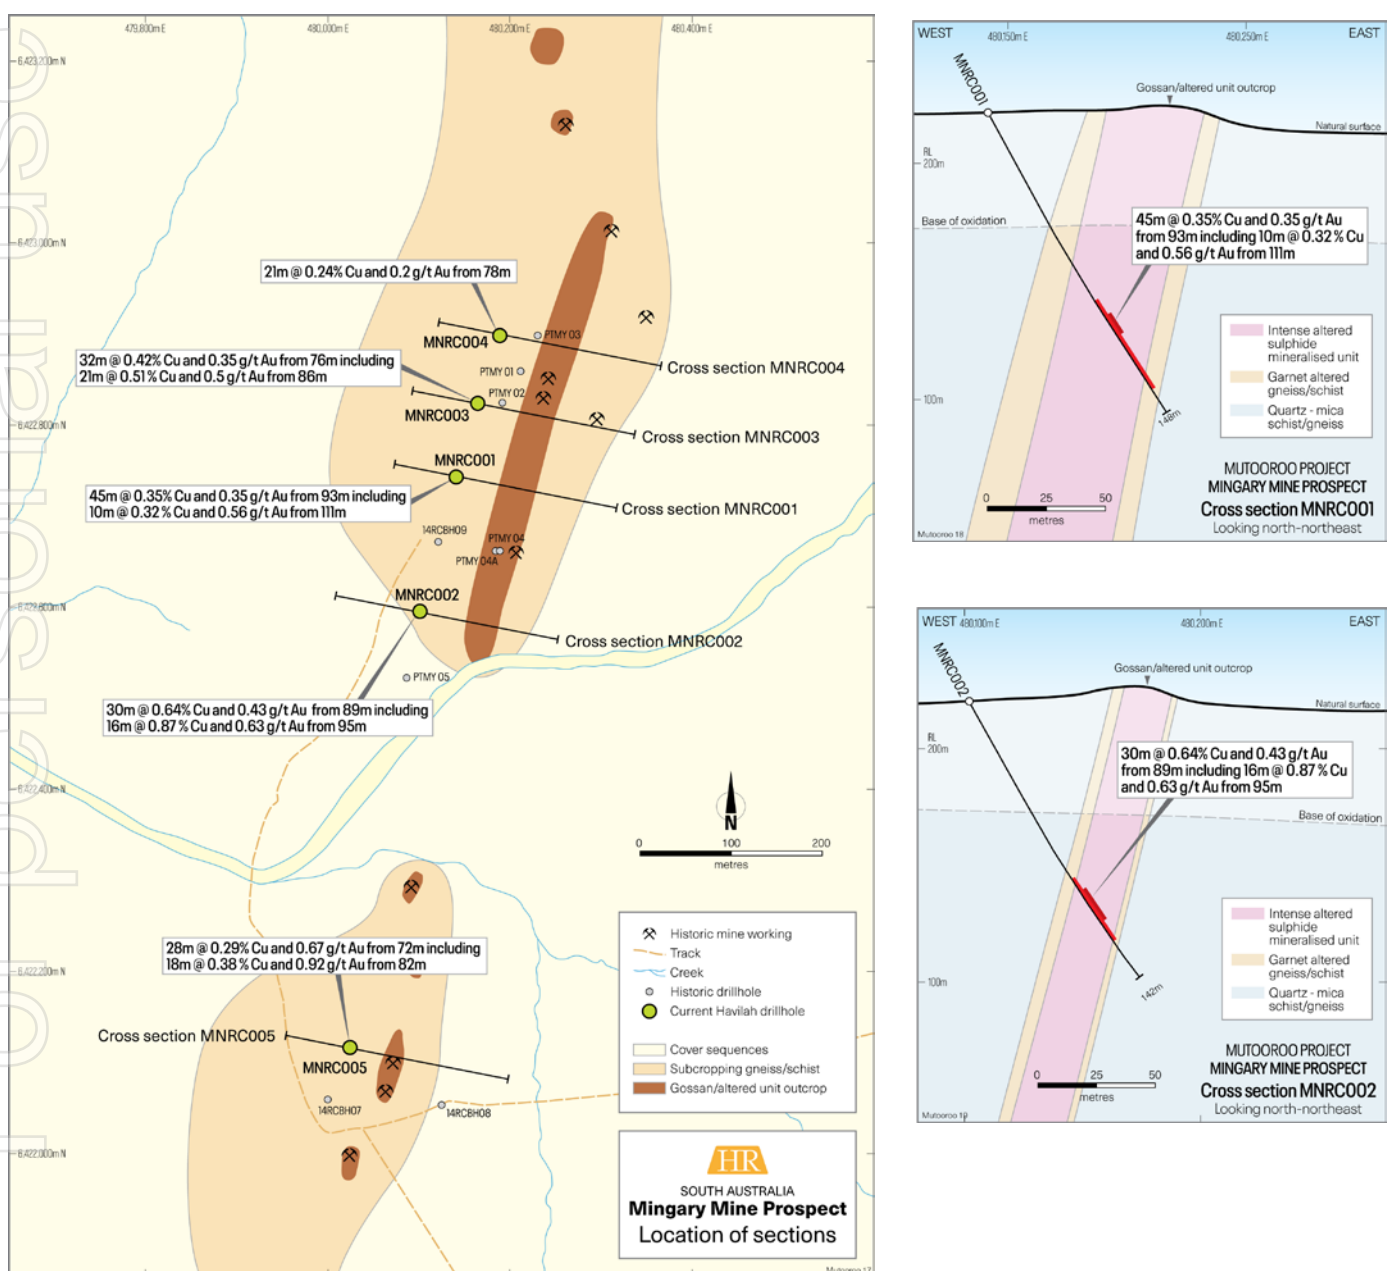 479,800m E
480,000m E
480,200m E
480,400m E
6,423,200m N
6,423,000m N
21m @ 0.24% Cu and 0.2 g/t Au from 78m
MNRC004
PTMY 03
Cross section MNRC004
32m @ 0.42% Cu and 0.35 g/t Au from 76m including
21m @ 0.51% Cu and 0.5 g/t Au from 86m
PTMY 01
PTMY 02
MNRC003
6,422,800m N
Cross section MNRC003
MNRC001
45m @ 0.35% Cu and 0.35 g/t Au from 93m including
10m @ 0.32% Cu and 0.56 g/t Au from 111m
Cross section MNRC001
14RCBH09
PTMY 04
PTMY 04A
MNRC002
6,422,600m N
Cross section MNRC002
PTMY 05
30m @ 0.64% Cu and 0.43 g/t Au from 89m including
16m @ 0.87% Cu and 0.63 g/t Au from 95m
6,422,400m N
N
0 100 200
metres
28m @ 0.29% Cu and 0.67 g/t Au from 72m including
18m @ 0.38% Cu and 0.92 g/t Au from 82m
6,422,200m N
Cross section MNRC005
MNRC005
14RCBH07
14RCBH08
6,422,000m N
Historic mine working
Track
Creek
Historic drillhole
Current Havilah drillhole
Cover sequences
Subcropping gneiss/schist
Gossan/altered unit outcrop
HR
SOUTH AUSTRALIA
Mingary Mine Prospect
Location of sections
Mutooroo 17
WEST
480,150m E
480,250m E
EAST
MNRC001
Gossan/altered unit outcrop
Natural surface
RL
200m
Base of oxidation
45m @ 0.35% Cu and 0.35 g/t Au
from 93m including 10m @ 0.32% Cu
and 0.56 g/t Au from 111m
100m
148m
Intense altered
sulphide
mineralised unit
Garnet altered
gneiss/schist
Quartz - mica
schist/gneiss
0 25 50
metres
MUTOOROO PROJECT
MINGARY MINE PROSPECT
Cross section MNRC001
Looking north-northeast
Mutooroo 18
WEST
480,100m E
480,200m E
EAST
MNRC002
Gossan/altered unit outcrop
Natural surface
RL
200m
30m @ 0.64% Cu and 0.43 g/t Au
from 89m including 16m @ 0.87% Cu
and 0.63 g/t Au from 95m
Base of oxidation
100m
142m
Intense altered
sulphide
mineralised unit
Garnet altered
gneiss/schist
Quartz - mica
schist/gneiss
0 25 50
metres
MUTOOROO PROJECT
MINGARY MINE PROSPECT
Cross section MNRC002
Looking north-northeast
Mutooroo 19